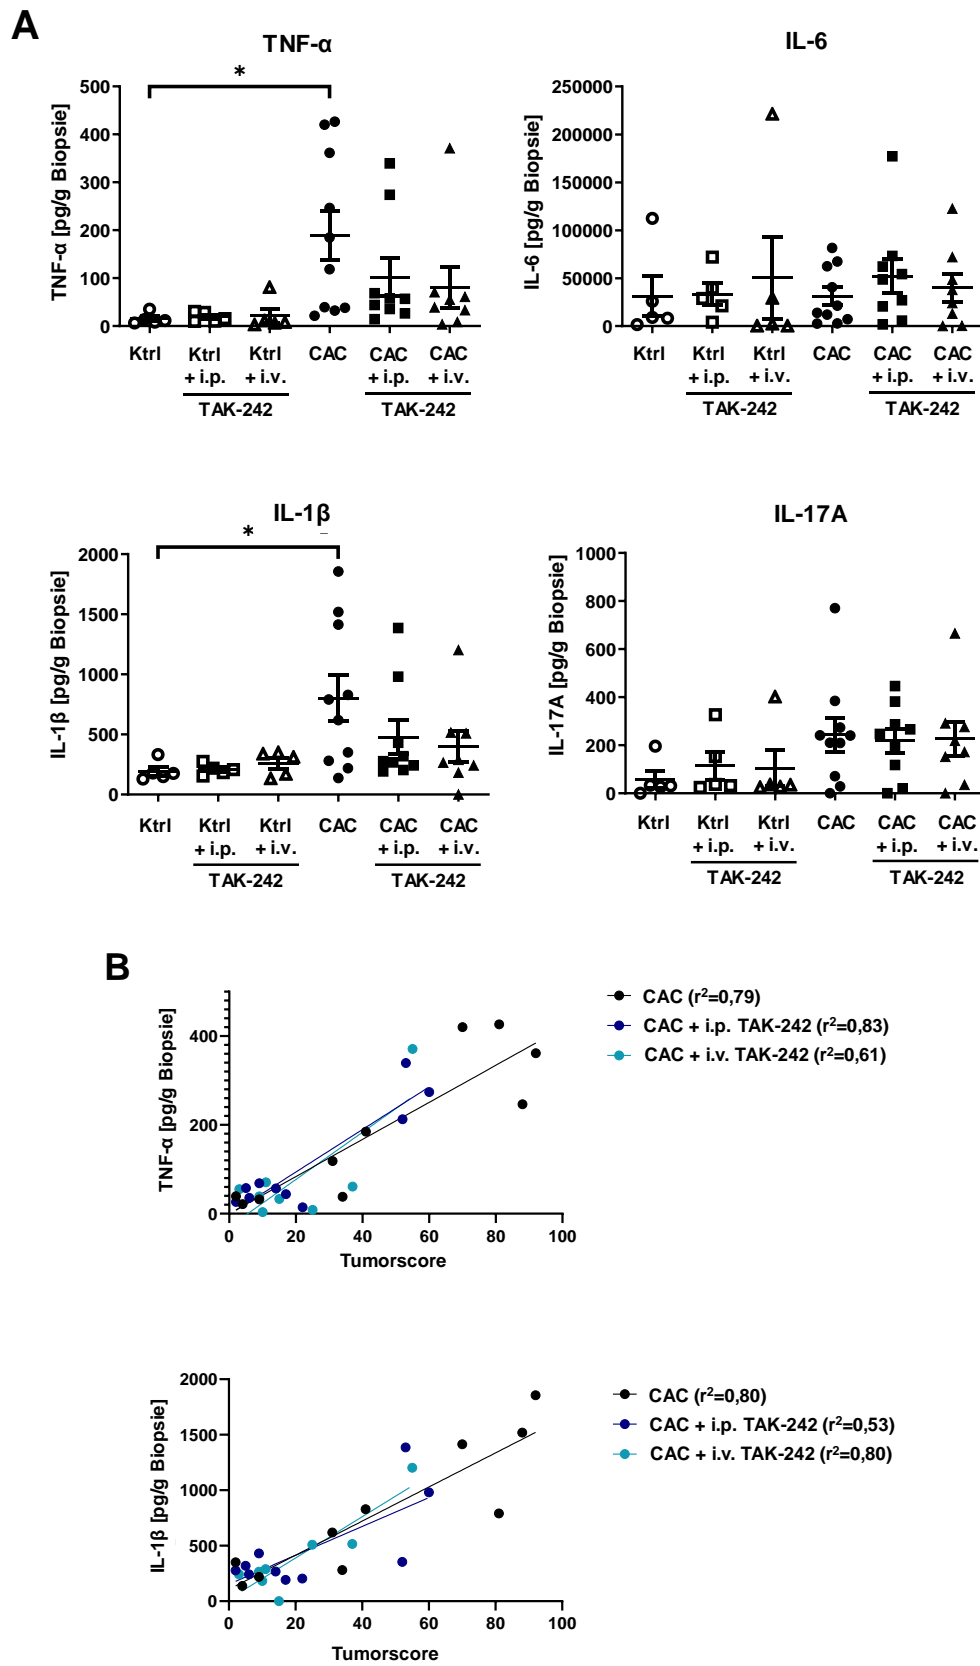 A
TNF-α
*
TNF-α [pg/g Biopsie]
500
400
300
200
100
0
Ktrl Ktrl Ktrl CAC CAC CAC
+ i.p. + i.v. + i.p. + i.v.
TAK-242 TAK-242
IL-6
IL-6 [pg/g Biopsie]
250000
200000
150000
100000
50000
0
Ktrl Ktrl Ktrl CAC CAC CAC
+ i.p. + i.v. + i.p. + i.v.
TAK-242 TAK-242
IL-1β
*
IL-1β [pg/g Biopsie]
2000
1500
1000
500
0
Ktrl Ktrl Ktrl CAC CAC CAC
+ i.p. + i.v. + i.p. + i.v.
TAK-242 TAK-242
IL-17A
IL-17A [pg/g Biopsie]
1000
800
600
400
200
0
Ktrl Ktrl Ktrl CAC CAC CAC
+ i.p. + i.v. + i.p. + i.v.
TAK-242 TAK-242
B
TNF-α [pg/g Biopsie]
400
200
0
0 20 40 60 80 100
Tumorscore
CAC (r²=0,79)
CAC + i.p. TAK-242 (r²=0,83)
CAC + i.v. TAK-242 (r²=0,61)
IL-1β [pg/g Biopsie]
2000
1500
1000
500
0
0 20 40 60 80 100
Tumorscore
CAC (r²=0,80)
CAC + i.p. TAK-242 (r²=0,53)
CAC + i.v. TAK-242 (r²=0,80)